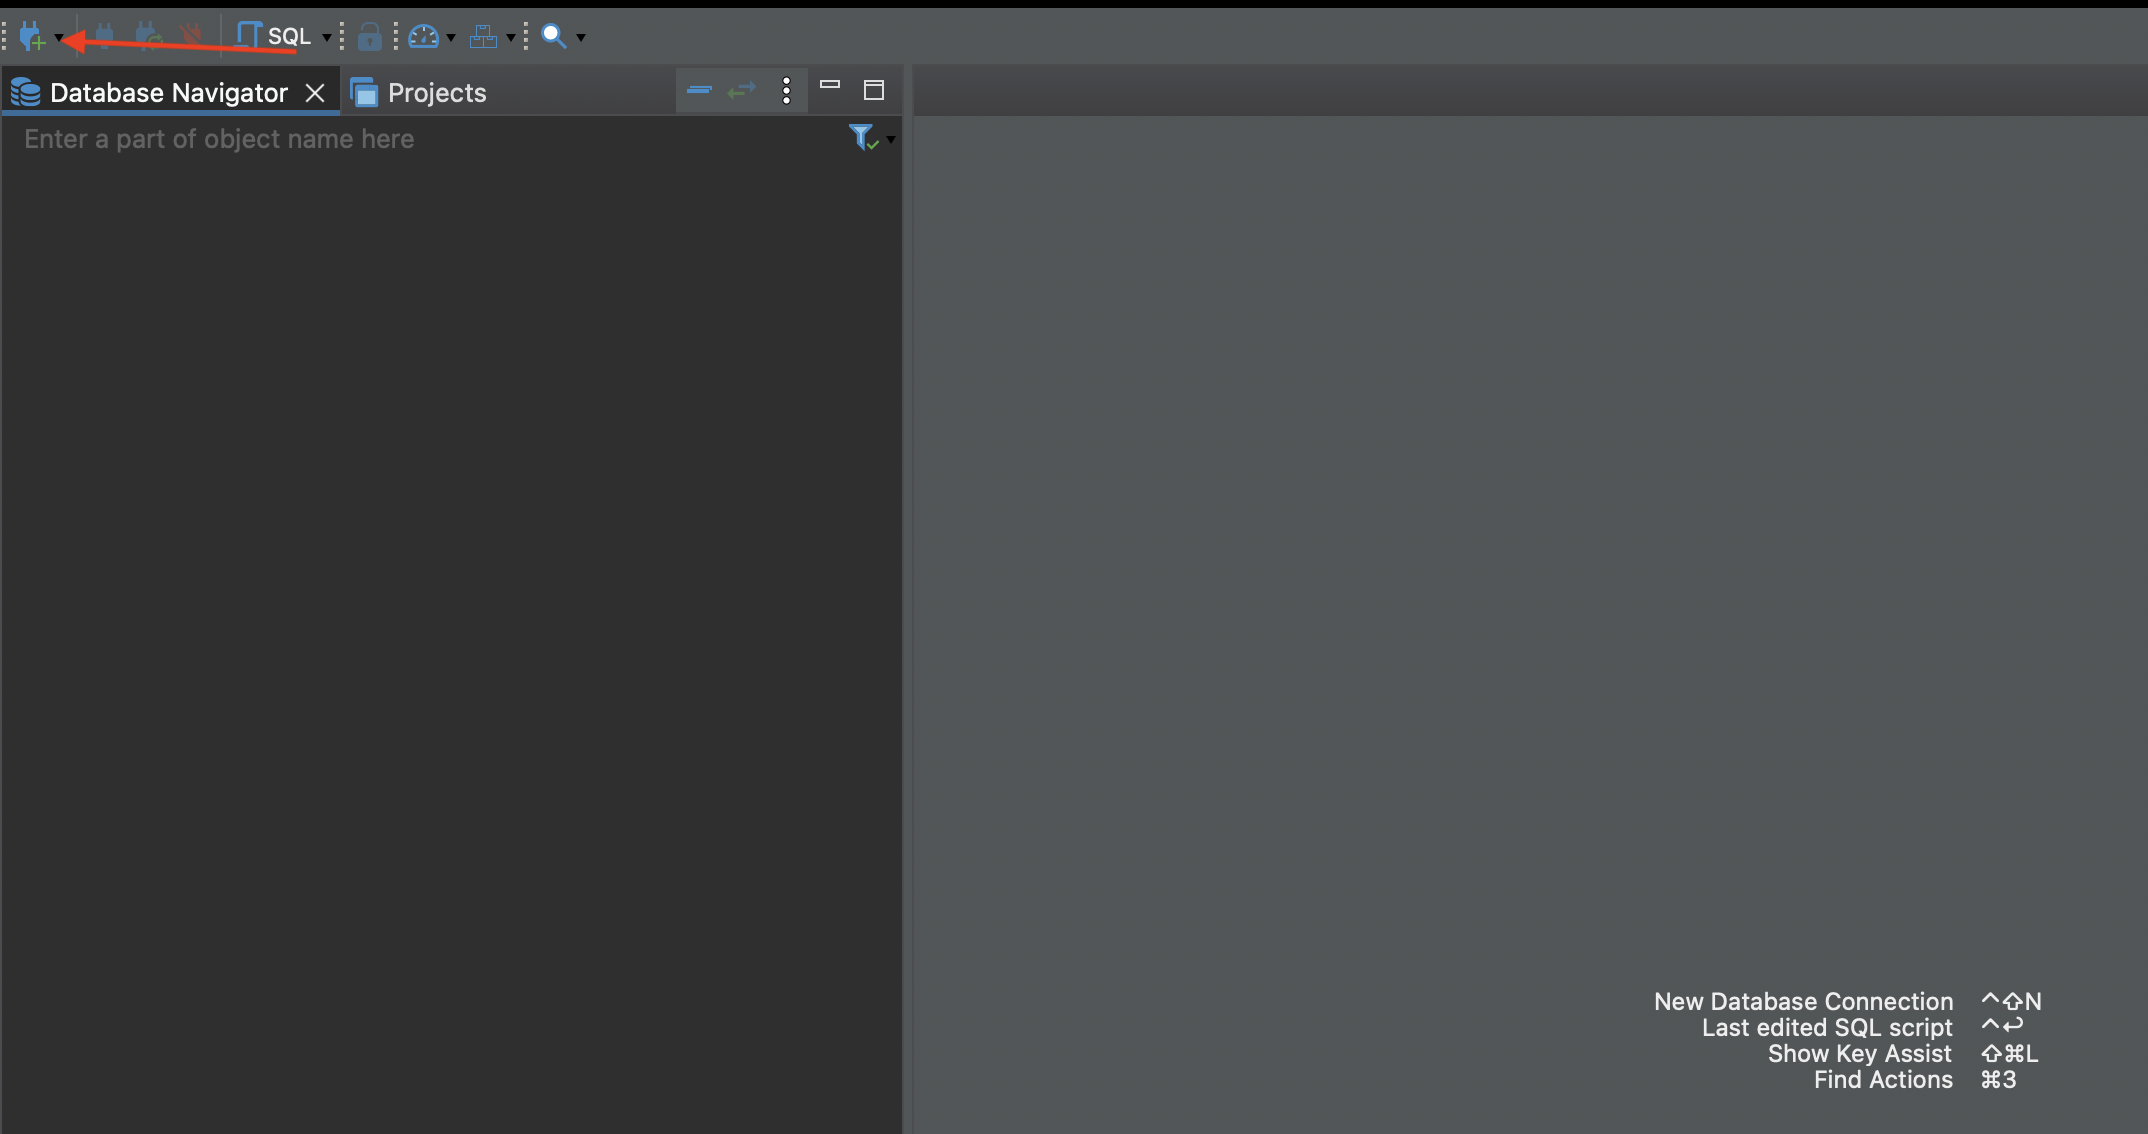 SQL
Database Navigator
Projects
Enter a part of object name here
New Database Connection ^⇧N
Last edited SQL script ^↩
Show Key Assist ⇧⌘L
Find Actions ⌘3